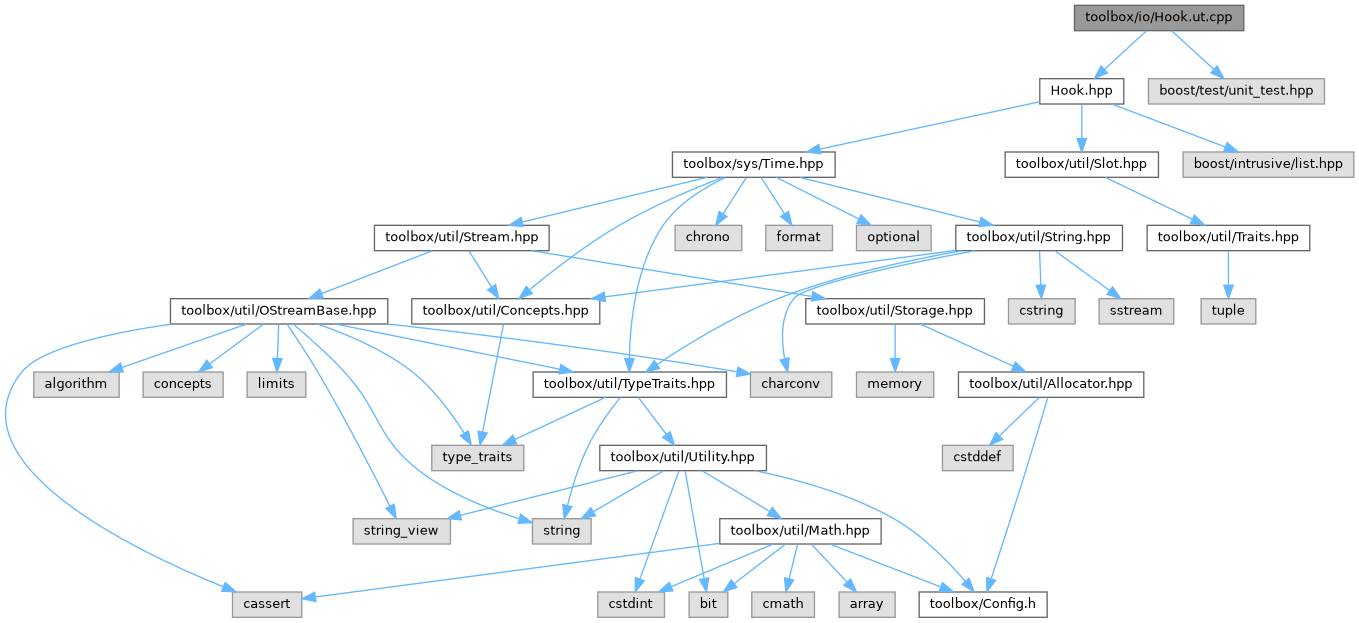 toolbox/io/Hook.ut.cpp
Hook.hpp
boost/test/unit_test.hpp
toolbox/sys/Time.hpp
toolbox/util/Slot.hpp
boost/intrusive/list.hpp
toolbox/util/Stream.hpp
chrono
format
optional
toolbox/util/String.hpp
toolbox/util/Traits.hpp
toolbox/util/OStreamBase.hpp
toolbox/util/Concepts.hpp
toolbox/util/Storage.hpp
cstring
sstream
tuple
algorithm
concepts
limits
toolbox/util/TypeTraits.hpp
charconv
memory
toolbox/util/Allocator.hpp
type_traits
toolbox/util/Utility.hpp
cstddef
string_view
string
toolbox/util/Math.hpp
cassert
cstdint
bit
cmath
array
toolbox/Config.h